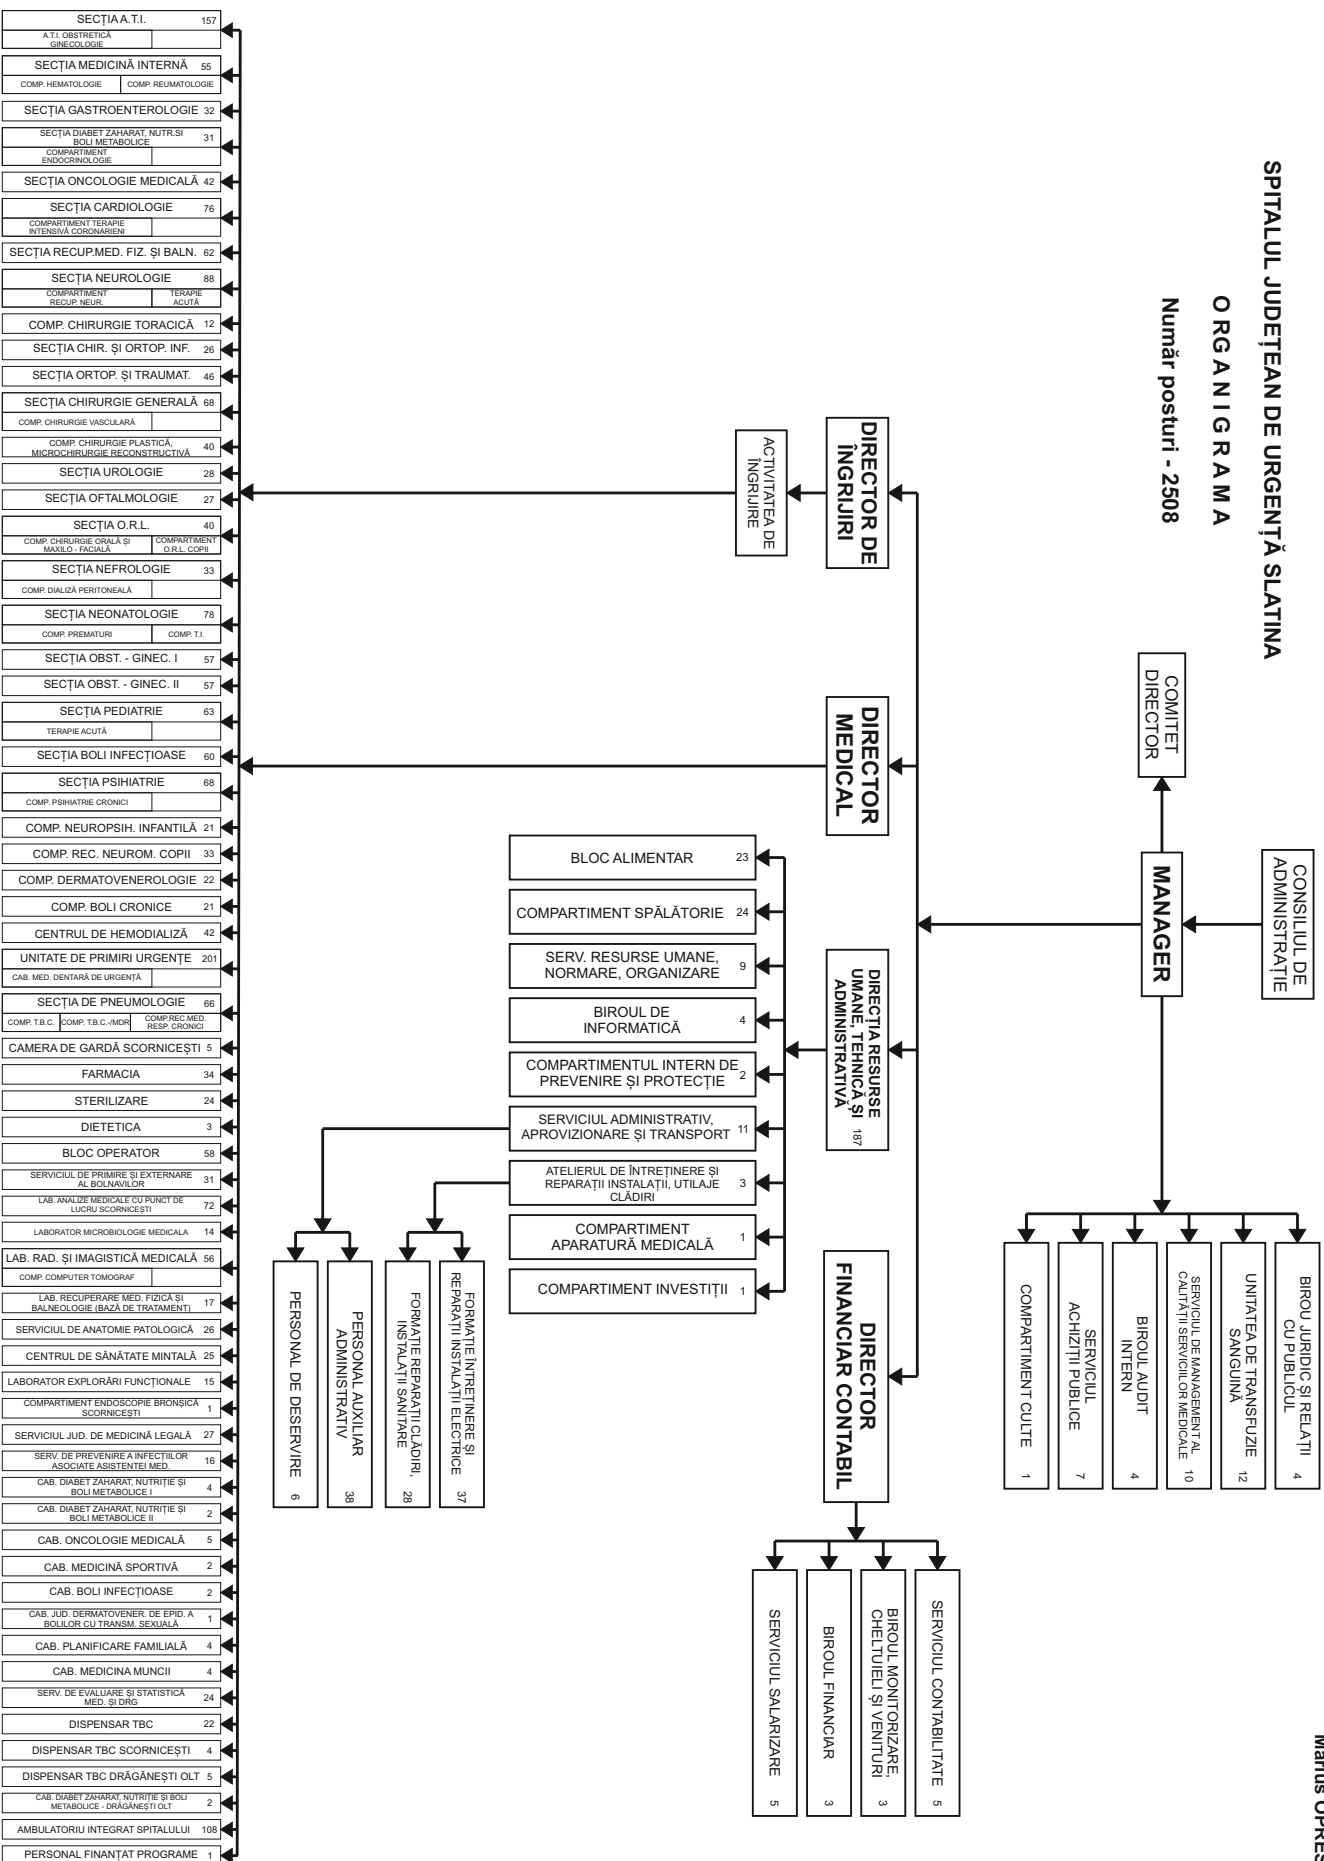 SPITALUL JUDEȚEAN DE URGENȚĂ SLATINA
O RG A N I G R A M A
Număr posturi - 2508
CONSILIUL DE
ADMINISTRAȚIE
COMITET
DIRECTOR
MANAGER
BIROU JURIDIC ȘI RELAȚII
CU PUBLICUL 4
UNITATEA DE TRANSFUZIE
SANGUINĂ 12
SERVICIUL DE MANAGEMENT AL
CALITĂȚII SERVICIILOR MEDICALE 10
BIROUL AUDIT
INTERN 4
SERVICIUL
ACHIZIȚII PUBLICE 7
COMPARTIMENT CULTE 1
DIRECTOR DE
ÎNGRIJIRI
ACTIVITATEA DE
ÎNGRIJIRE
DIRECTOR
MEDICAL
DIRECȚIA RESURSE
UMANE, TEHNICĂ ȘI
ADMINISTRATIVĂ 187
DIRECTOR
FINANCIAR CONTABIL
SERVICIUL CONTABILITATE 5
BIROUL MONITORIZARE,
CHELTUIELI ȘI VENITURI 3
BIROUL FINANCIAR 3
SERVICIUL SALARIZARE 5
BLOC ALIMENTAR 23
COMPARTIMENT SPĂLĂTORIE 24
SERV. RESURSE UMANE,
NORMARE, ORGANIZARE 9
BIROUL DE
INFORMATICĂ 4
COMPARTIMENTUL INTERN DE
PREVENIRE ȘI PROTECȚIE 2
SERVICIUL ADMINISTRATIV,
APROVIZIONARE ȘI TRANSPORT 11
ATELIERUL DE ÎNTREȚINERE ȘI
REPARAȚII INSTALAȚII, UTILAJE
CLĂDIRI 3
COMPARTIMENT
APARATURĂ MEDICALĂ 1
COMPARTIMENT INVESTIȚII 1
FORMAȚIE ÎNTREȚINERE ȘI
REPARAȚII INSTALAȚII ELECTRICE 37
FORMAȚIE REPARAȚII CLĂDIRI,
INSTALAȚII SANITARE 28
PERSONAL AUXILIAR
ADMINISTRATIV 38
PERSONAL DE DESERVIRE 6
SECȚIA A.T.I. 157
A.T.I. OBSTRETICĂ
GINECOLOGIE
SECȚIA MEDICINĂ INTERNĂ 55
COMP. HEMATOLOGIE COMP. REUMATOLOGIE
SECȚIA GASTROENTEROLOGIE 32
SECȚIA DIABET ZAHARAT, NUTR.SI
BOLI METABOLICE 31
COMPARTIMENT
ENDOCRINOLOGIE
SECȚIA ONCOLOGIE MEDICALĂ 42
SECȚIA CARDIOLOGIE 76
COMPARTIMENT TERAPIE
INTENSIVĂ CORONARIENI
SECȚIA RECUP.MED. FIZ. ȘI BALN. 62
SECȚIA NEUROLOGIE 88
COMPARTIMENT
RECUP. NEUR.
TERAPIE
ACUTĂ
COMP. CHIRURGIE TORACICĂ 12
SECȚIA CHIR. ȘI ORTOP. INF. 26
SECȚIA ORTOP. ȘI TRAUMAT. 46
SECȚIA CHIRURGIE GENERALĂ 68
COMP. CHIRURGIE VASCULARĂ
COMP. CHIRURGIE PLASTICĂ,
MICROCHIRURGIE RECONSTRUCTIVĂ 40
SECȚIA UROLOGIE 28
SECȚIA OFTALMOLOGIE 27
SECȚIA O.R.L. 40
COMP. CHIRURGIE ORALĂ ȘI
MAXILO - FACIALĂ
COMPARTIMENT
O.R.L. COPII
SECȚIA NEFROLOGIE 33
COMP. DIALIZĂ PERITONEALĂ
SECȚIA NEONATOLOGIE 78
COMP. PREMATURI COMP. T.I.
SECȚIA OBST. - GINEC. I 57
SECȚIA OBST. - GINEC. II 57
SECȚIA PEDIATRIE 63
TERAPIE ACUTĂ
SECȚIA BOLI INFECȚIOASE 60
SECȚIA PSIHIATRIE 68
COMP. PSIHIATRIE CRONICI
COMP. NEUROPSIH. INFANTILĂ 21
COMP. REC. NEUROM. COPII 33
COMP. DERMATOVENEROLOGIE 22
COMP. BOLI CRONICE 21
CENTRUL DE HEMODIALIZĂ 42
UNITATE DE PRIMIRI URGENȚE 201
CAB. MED. DENTARĂ DE URGENȚĂ
SECȚIA DE PNEUMOLOGIE 66
COMP. T.B.C. COMP. T.B.C.-/MDR
COMP.REC.MED.
RESP. CRONICI
CAMERA DE GARDĂ SCORNICEȘTI 5
FARMACIA 34
STERILIZARE 24
DIETETICA 3
BLOC OPERATOR 58
SERVICIUL DE PRIMIRE ȘI EXTERNARE
AL BOLNAVILOR 31
LAB. ANALIZE MEDICALE CU PUNCT DE
LUCRU SCORNICEȘTI 72
LABORATOR MICROBIOLOGIE MEDICALA 14
LAB. RAD. ȘI IMAGISTICĂ MEDICALĂ 56
COMP. COMPUTER TOMOGRAF
LAB. RECUPERARE MED. FIZICĂ ȘI
BALNEOLOGIE (BAZĂ DE TRATAMENT) 17
SERVICIUL DE ANATOMIE PATOLOGICĂ 26
CENTRUL DE SĂNĂTATE MINTALĂ 25
LABORATOR EXPLORĂRI FUNCȚIONALE 15
COMPARTIMENT ENDOSCOPIE BRONȘICĂ
SCORNICEȘTI 1
SERVICIUL JUD. DE MEDICINĂ LEGALĂ 27
SERV. DE PREVENIRE A INFECȚIILOR
ASOCIATE ASISTENTEI MED. 16
CAB. DIABET ZAHARAT, NUTRIȚIE ȘI
BOLI METABOLICE I 4
CAB. DIABET ZAHARAT, NUTRIȚIE ȘI
BOLI METABOLICE II 2
CAB. ONCOLOGIE MEDICALĂ 5
CAB. MEDICINĂ SPORTIVĂ 2
CAB. BOLI INFECȚIOASE 2
CAB. JUD. DERMATOVENER. DE EPID. A
BOLILOR CU TRANSM. SEXUALĂ 1
CAB. PLANIFICARE FAMILIALĂ 4
CAB. MEDICINA MUNCII 4
SERV. DE EVALUARE ȘI STATISTICĂ
MED. ȘI DRG 24
DISPENSAR TBC 22
DISPENSAR TBC SCORNICEȘTI 4
DISPENSAR TBC DRĂGĂNEȘTI OLT 5
CAB. DIABET ZAHARAT, NUTRIȚIE ȘI BOLI
METABOLICE - DRĂGĂNEȘTI OLT 2
AMBULATORIU INTEGRAT SPITALULUI 108
PERSONAL FINANȚAT PROGRAME 1
Marius